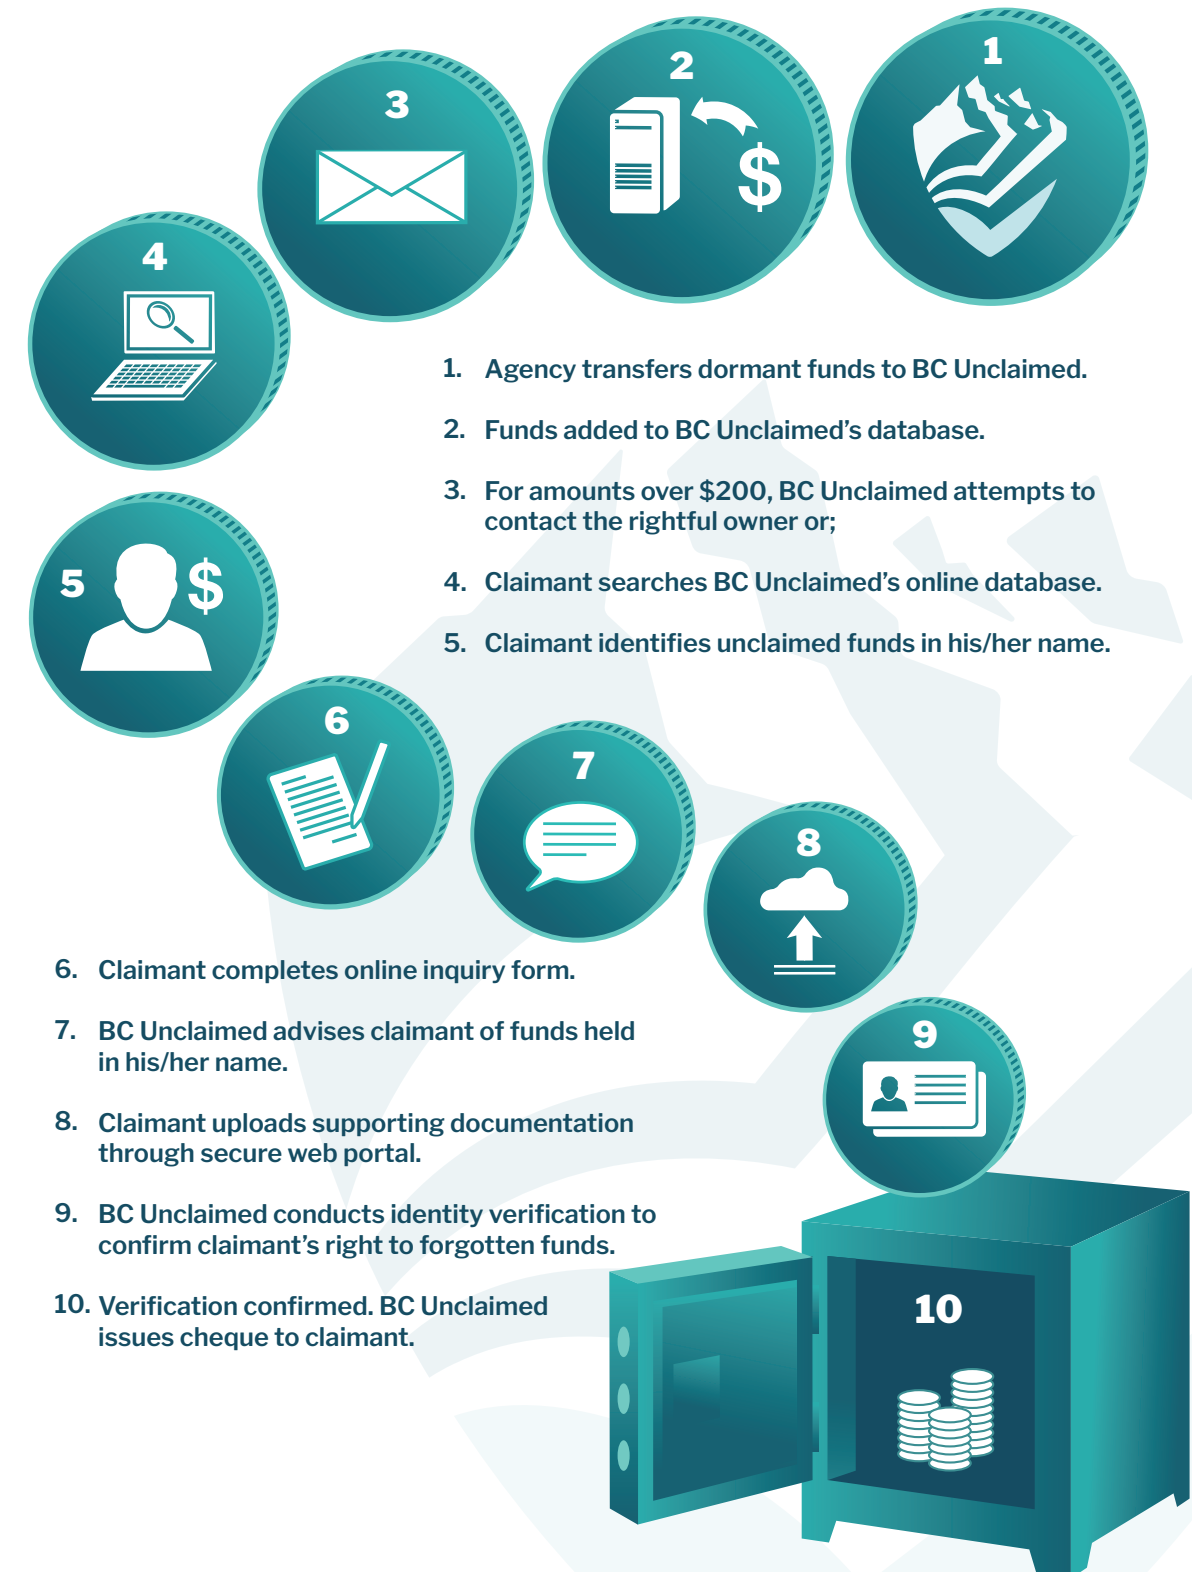 3
2
1
4
1. Agency transfers dormant funds to BC Unclaimed.
2. Funds added to BC Unclaimed’s database.
3. For amounts over $200, BC Unclaimed attempts to
contact the rightful owner or;
4. Claimant searches BC Unclaimed’s online database.
5. Claimant identifies unclaimed funds in his/her name.
5
$
$
6
7
8
9
6. Claimant completes online inquiry form.
7. BC Unclaimed advises claimant of funds held
in his/her name.
8. Claimant uploads supporting documentation
through secure web portal.
9. BC Unclaimed conducts identity verification to
confirm claimant’s right to forgotten funds.
10. Verification confirmed. BC Unclaimed
issues cheque to claimant.
10